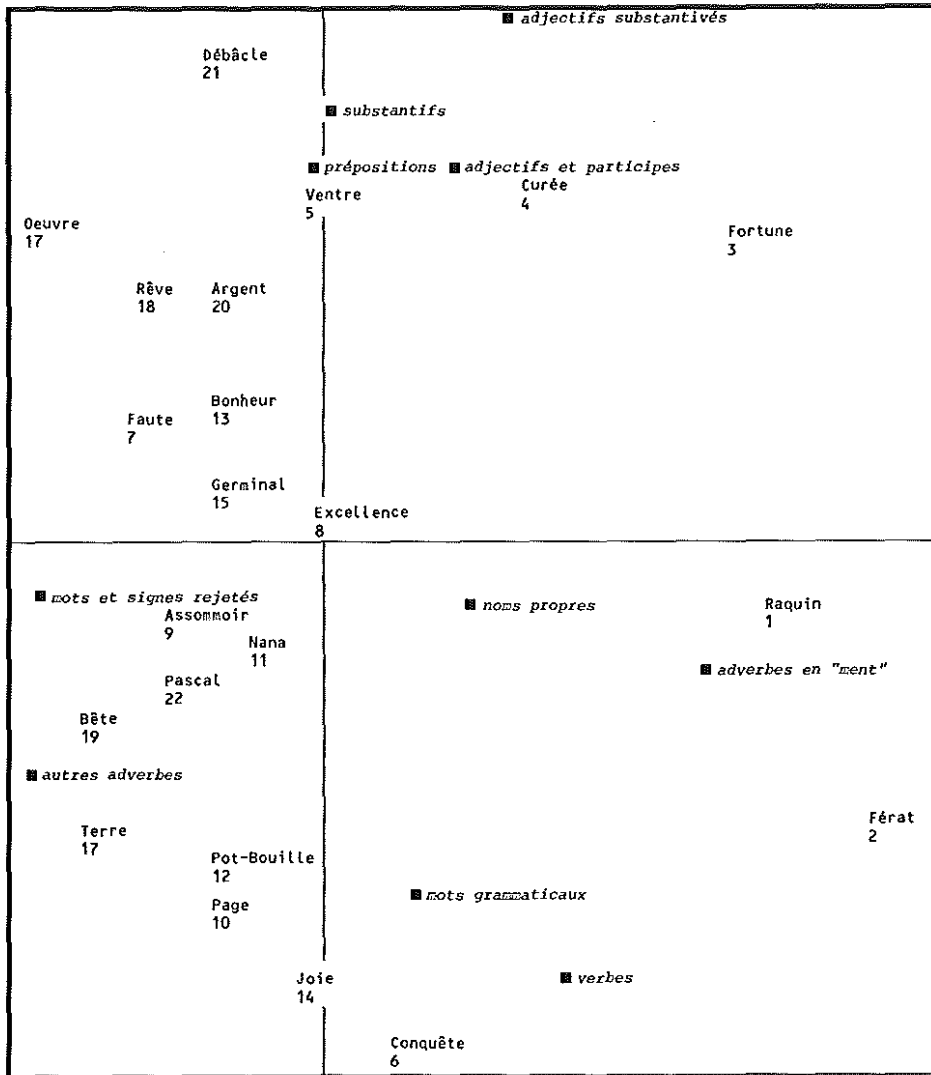 ■ adjectifs substantivés
Débâcle
21
■ substantifs
■ prépositions ■ adjectifs et participes
Ventre
5
Curée
4
Oeuvre
17
Fortune
3
Rêve
18
Argent
20
Bonheur
13
Faute
7
Germinal
15
Excellence
8
■ mots et signes rejetés
Assommoir
9
■ noms propres
Raquin
1
Nana
11
■ adverbes en "ment"
Pascal
22
Bête
19
■ autres adverbes
Terre
17
Férat
2
Pot-Bouille
12
■ mots grammaticaux
Page
10
Joie
14
■ verbes
Conquête
6